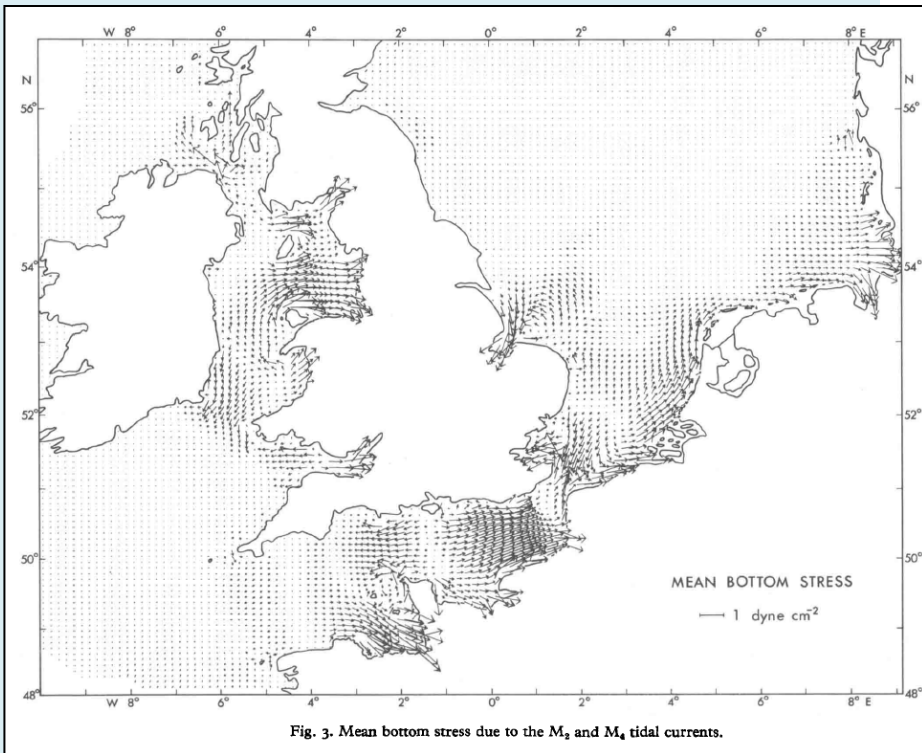 W 8° 6° 4° 2° 0° 2° 4° 6° 8° E
N N
56° 56°
54° 54°
52° 52°
50° 50°
MEAN BOTTOM STRESS
1 dyne cm⁻²
48° 48°
W 8° 6° 4° 2° 0° 2° 4° 6° 8° E
Fig. 3. Mean bottom stress due to the M₂ and M₄ tidal currents.